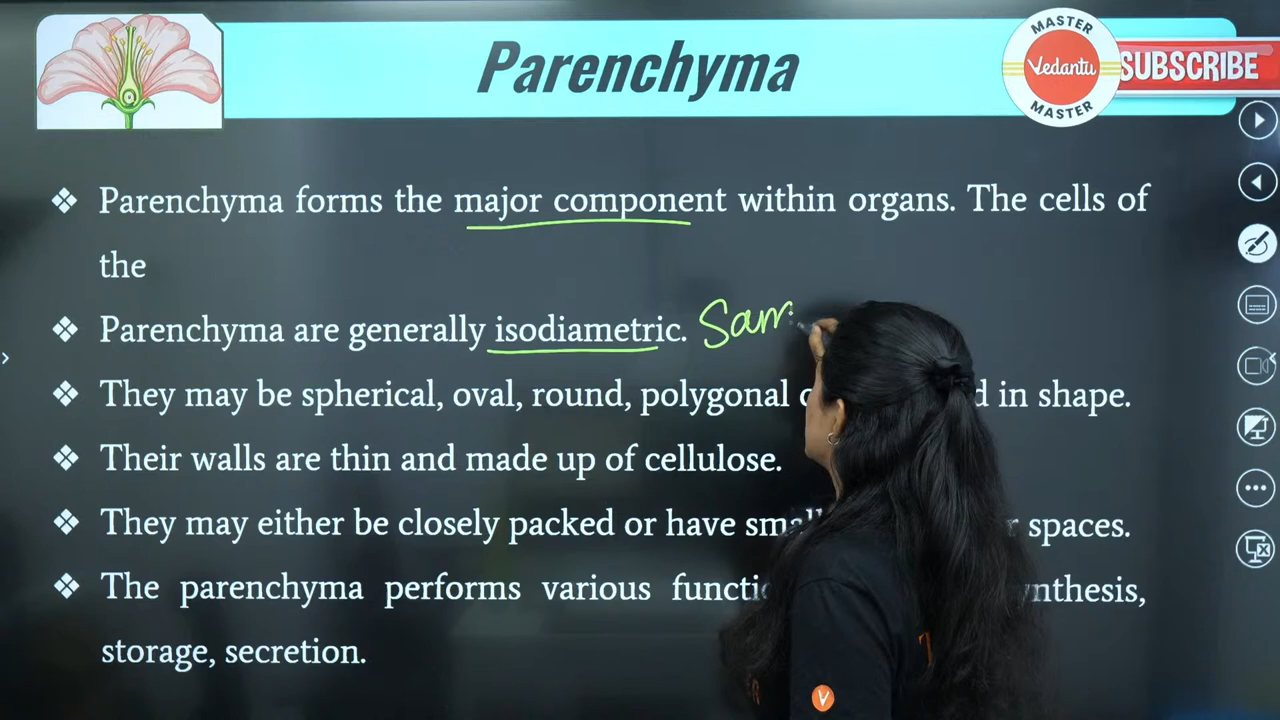 Parenchyma
MASTER
Vedantu
MASTER
SUBSCRIBE
❖ Parenchyma forms the major component within organs. The cells of
the
❖ Parenchyma are generally isodiametric. Sam
❖ They may be spherical, oval, round, polygonal in shape.
❖ Their walls are thin and made up of cellulose.
❖ They may either be closely packed or have spaces.
❖ The parenchyma performs various
storage, secretion.